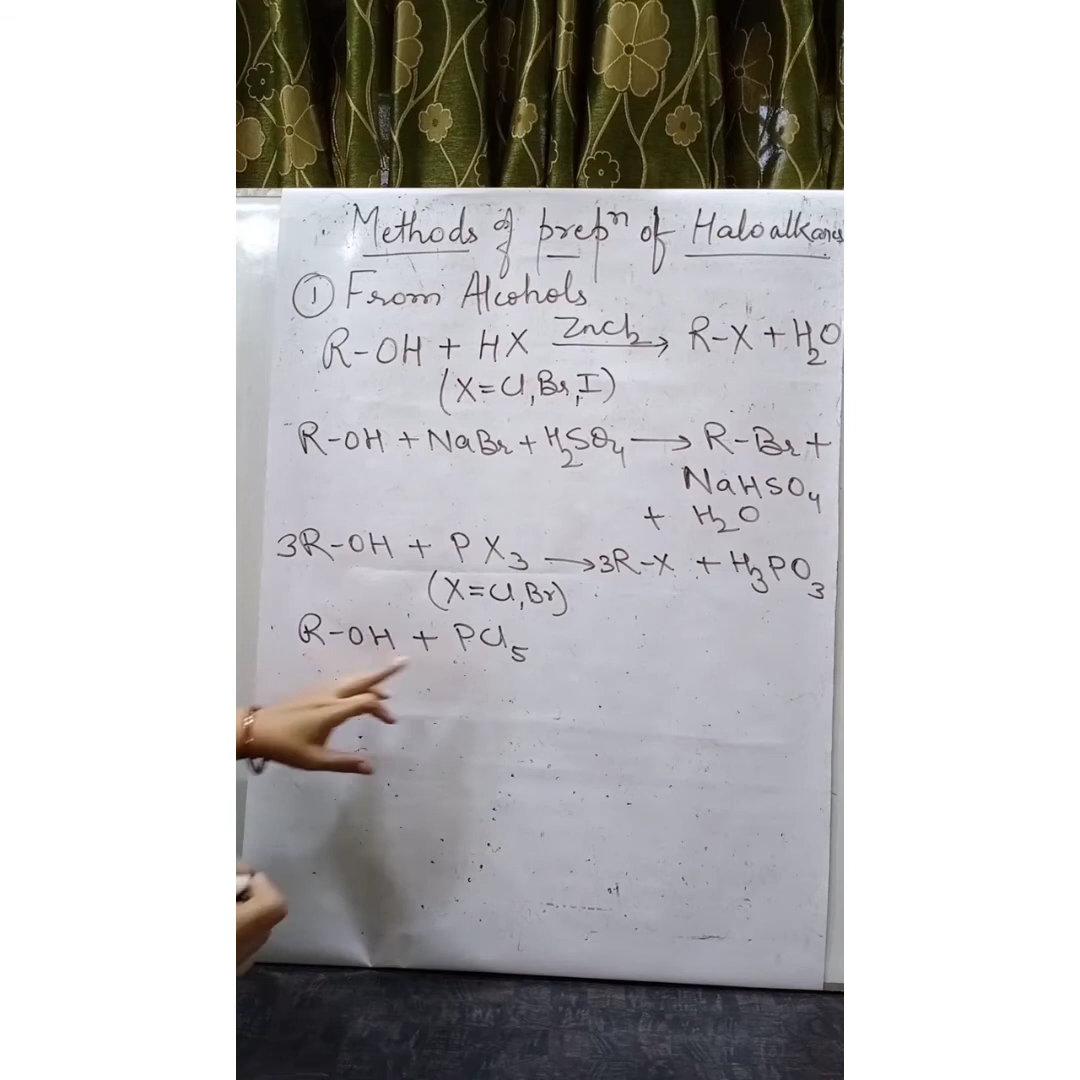 Methods of prepⁿ of Haloalkanes
① From Alcohols
R-OH + HX ZnCl₂ → R-X + H₂O
(X=Cl, Br, I)
R-OH + NaBr + H₂SO₄ → R-Br +
NaHSO₄
+ H₂O
3R-OH + PX₃ → 3R-X + H₃PO₃
(X=Cl, Br)
R-OH + PCl₅